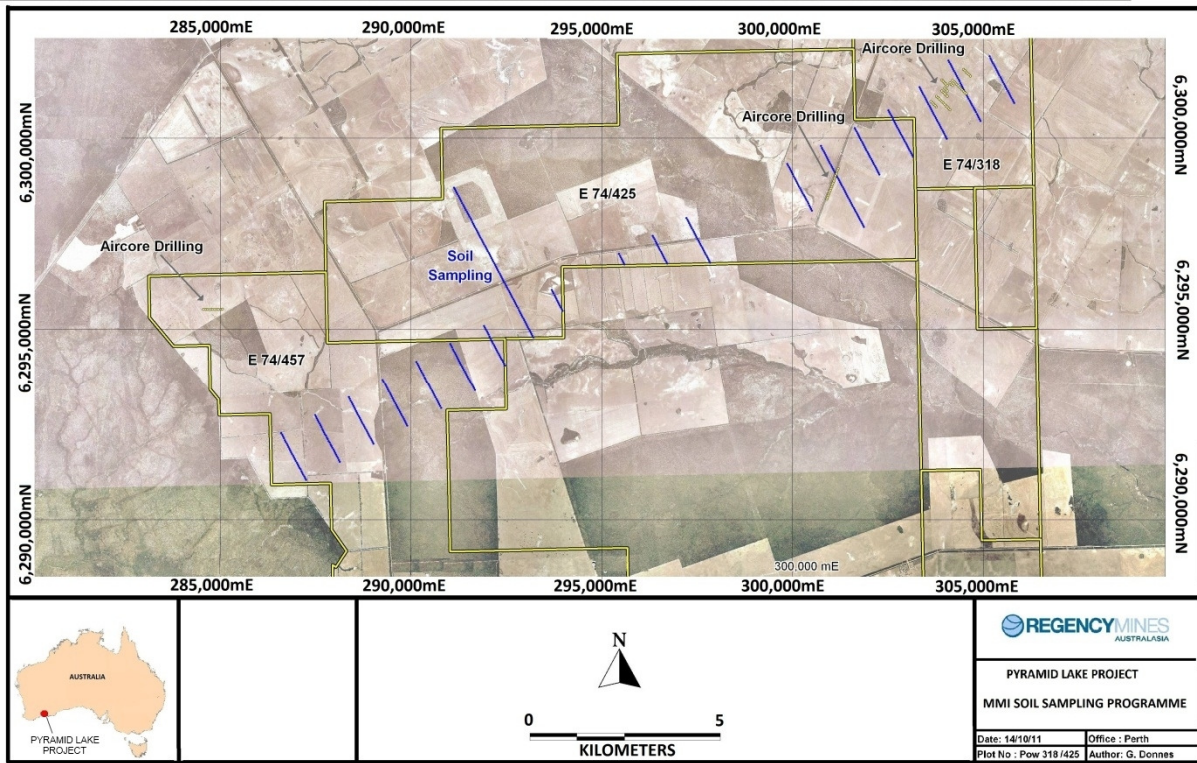 285,000mE
290,000mE
295,000mE
300,000mE
305,000mE
Aircore Drilling
Aircore Drilling
6,300,000mN
6,300,000mN
E 74/318
E 74/425
Aircore Drilling
Soil
Sampling
6,295,000mN
6,295,000mN
E 74/457
6,290,000mN
6,290,000mN
300,000 mE
285,000mE
290,000mE
295,000mE
300,000mE
305,000mE
AUSTRALIA
PYRAMID LAKE
PROJECT
N
0
5
KILOMETERS
REGENCYMINES
AUSTRALASIA
PYRAMID LAKE PROJECT
MMI SOIL SAMPLING PROGRAMME
Date: 14/10/11
Office : Perth
Plot No : Pow 318/425
Author: G. Donnes